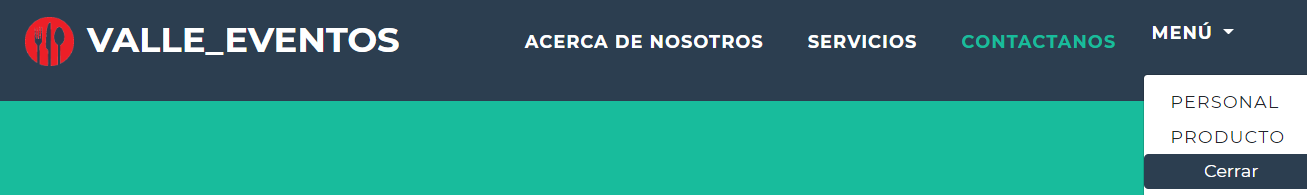 VALLE_EVENTOS
ACERCA DE NOSOTROS
SERVICIOS
CONTACTANOS
MENÚ
PERSONAL
PRODUCTO
Cerrar